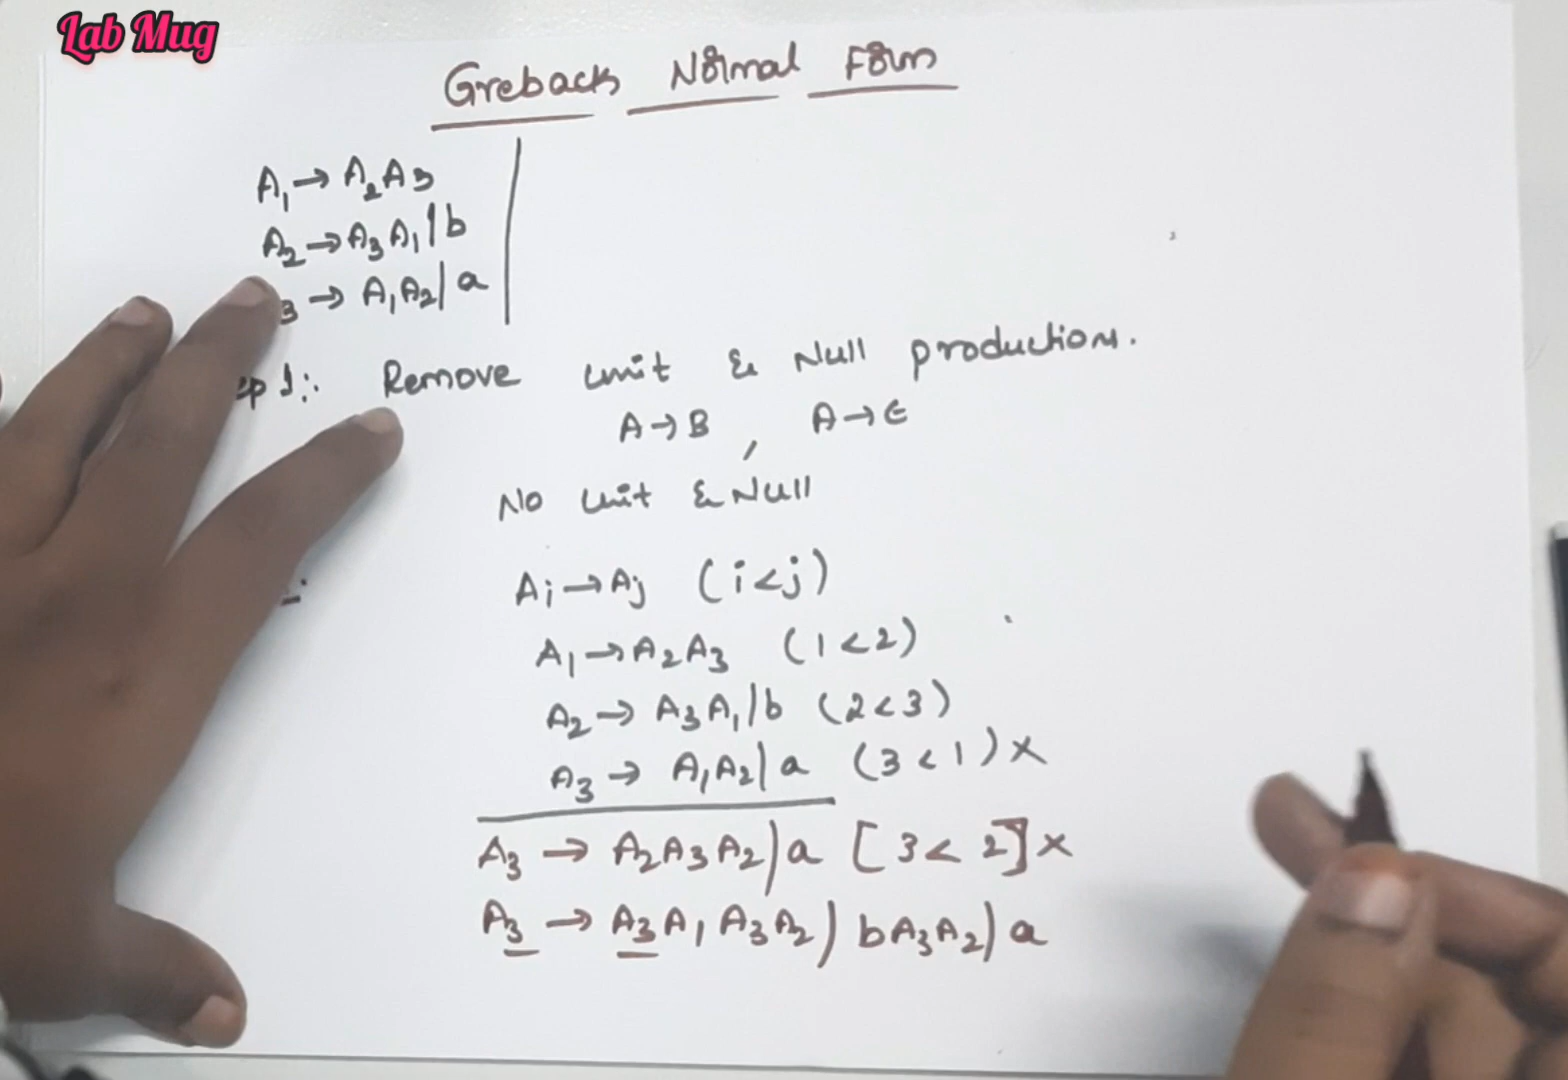 Lab Mug
Greback Normal Form
A₁→A₂A₃
A₂→A₃A₁|b
₃→A₁A₂|a
ep 1:. Remove unit & Null production.
A→B , A→ϵ
No unit & Null
Ai→Aj (i<j)
A₁→A₂A₃ (1<2)
A₂→A₃A₁|b (2<3)
A₃→A₁A₂|a (3<1)×
A₃→A₂A₃A₂|a [3<2]×
A₃→A₃A₁A₃A₂|bA₃A₂|a